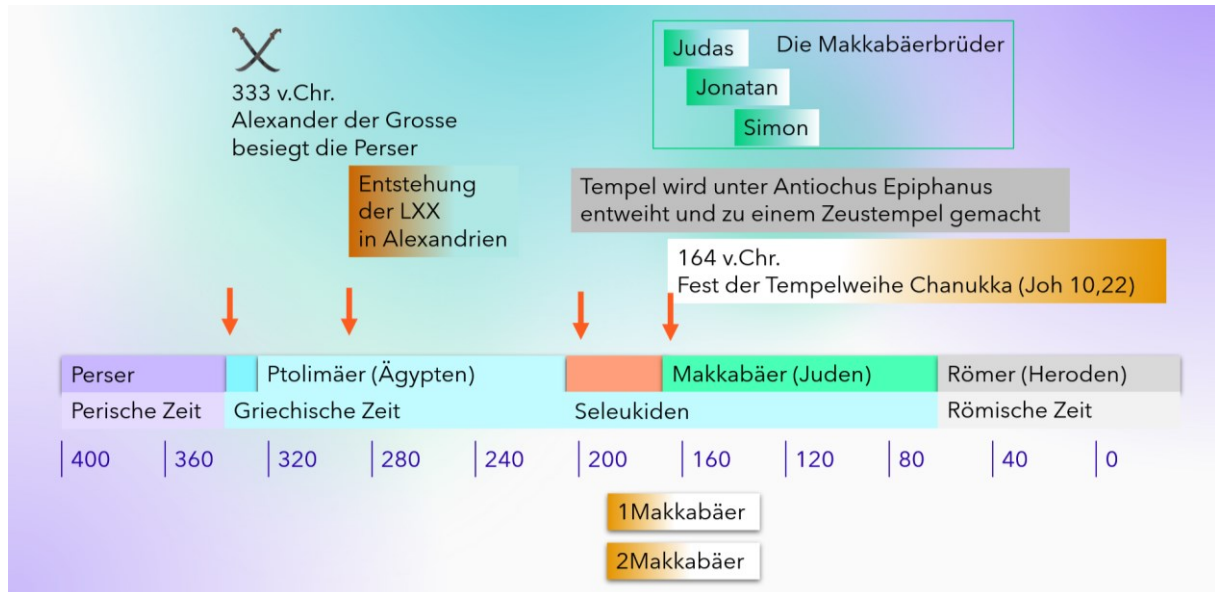 333 v.Chr.
Alexander der Grosse
besiegt die Perser
Judas
Die Makkabäerbrüder
Jonatan
Simon
Entstehung
der LXX
in Alexandrien
Tempel wird unter Antiochus Epiphanus
entweiht und zu einem Zeustempel gemacht
164 v.Chr.
Fest der Tempelweihe Chanukka (Joh 10,22)
Perser
Ptolimäer (Ägypten)
Makkabäer (Juden)
Römer (Heroden)
Perische Zeit
Griechische Zeit
Seleukiden
Römische Zeit
400
360
320
280
240
200
160
120
80
40
0
1Makkabäer
2Makkabäer